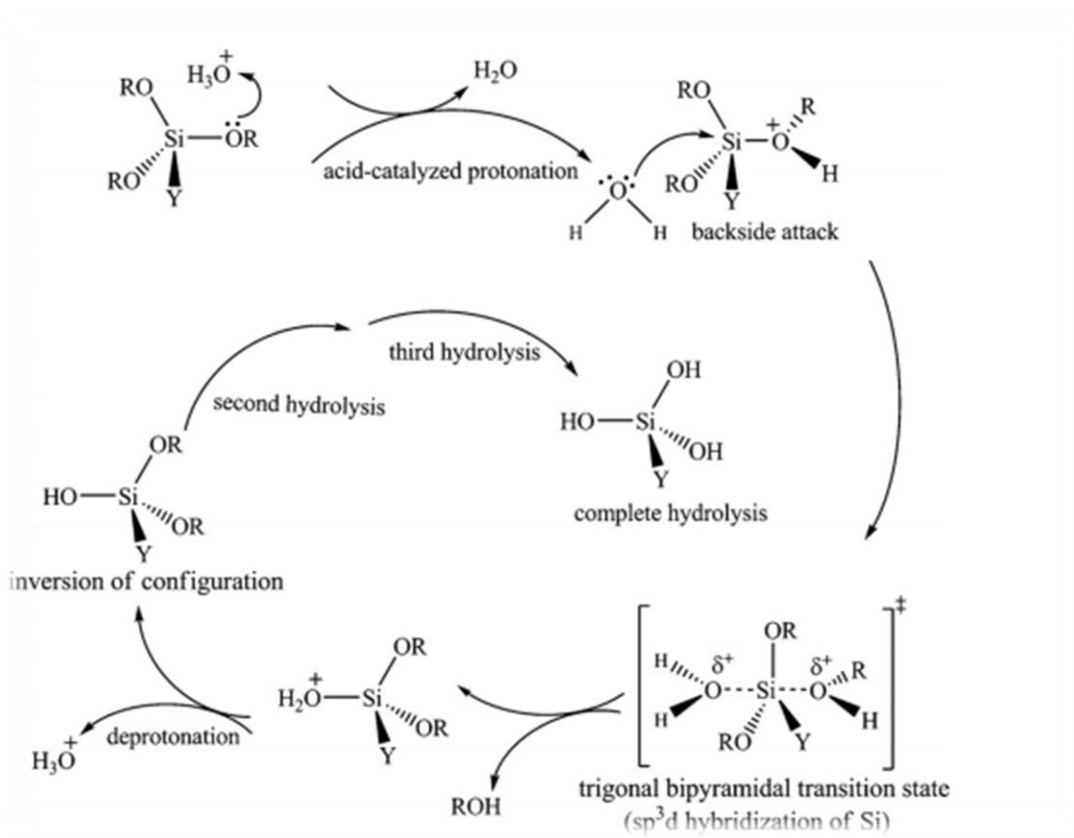 RO
H3O+
Si—OR
RO
Y
H2O
acid-catalyzed protonation
RO
Si—O+
R
RO
H
Y
O
H H
backside attack
second hydrolysis
third hydrolysis
OH
HO—Si
OH
Y
complete hydrolysis
OR
HO—Si
OR
Y
inversion of configuration
deprotonation
H3O+
OR
H2O+—Si
OR
Y
ROH
‡
OR
H δ+ δ+ R
O---Si---O
H H
RO Y
trigonal bipyramidal transition state
(sp3d hybridization of Si)